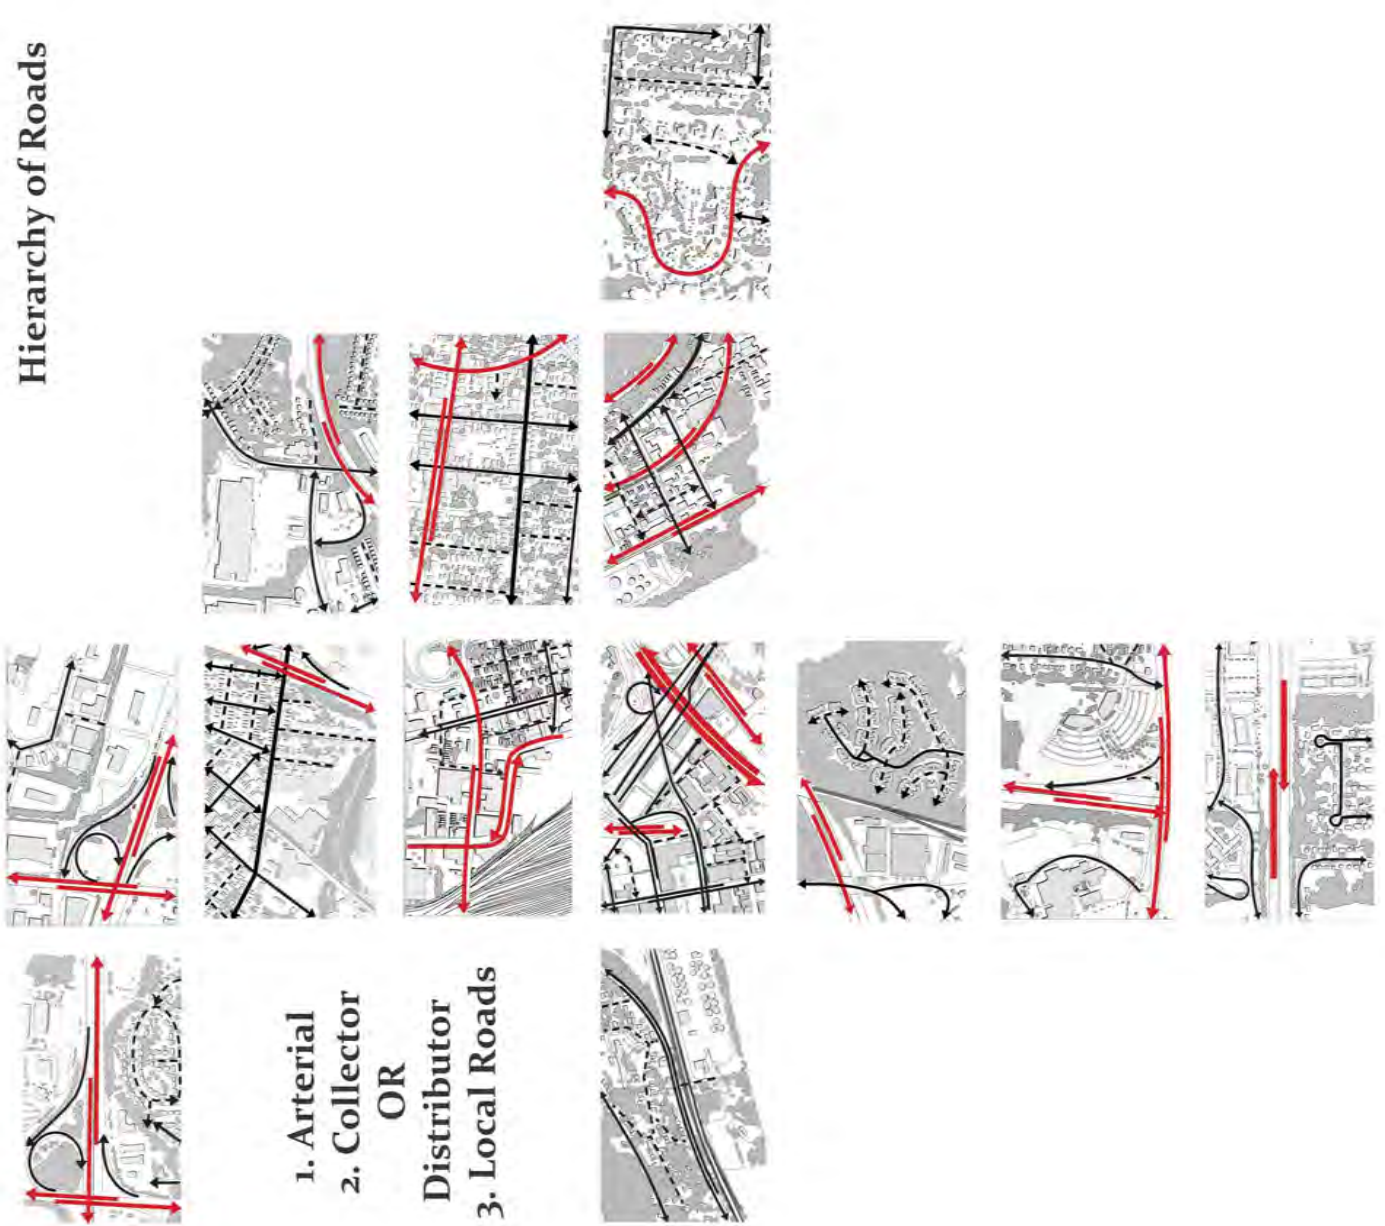 Hierarchy of Roads
1. Arterial
2. Collector
OR
Distributor
3. Local Roads